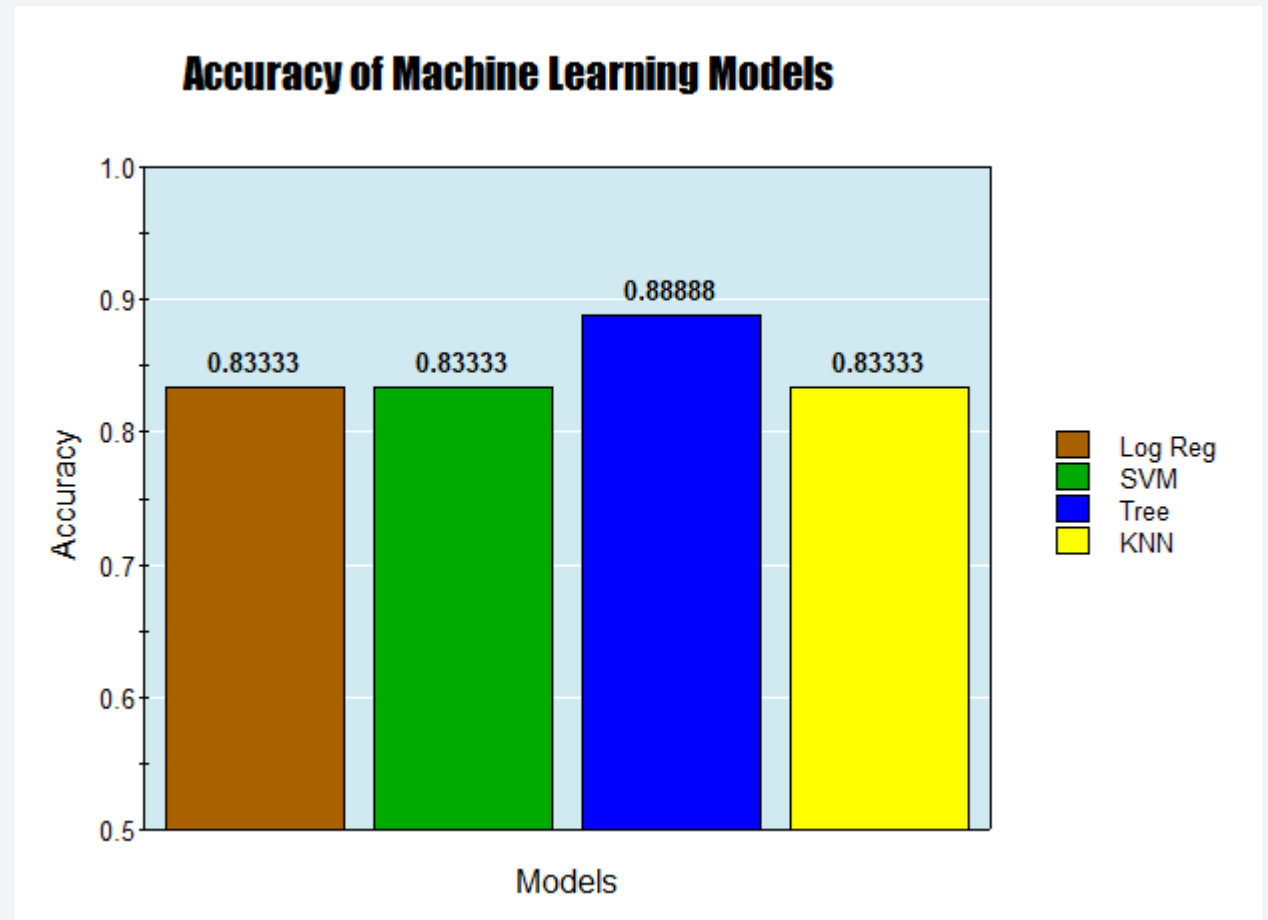 Accuracy of Machine Learning Models
1.0
0.9
0.8
0.7
0.6
0.5
Accuracy
0.83333
0.83333
0.88888
0.83333
Models
Log Reg
SVM
Tree
KNN